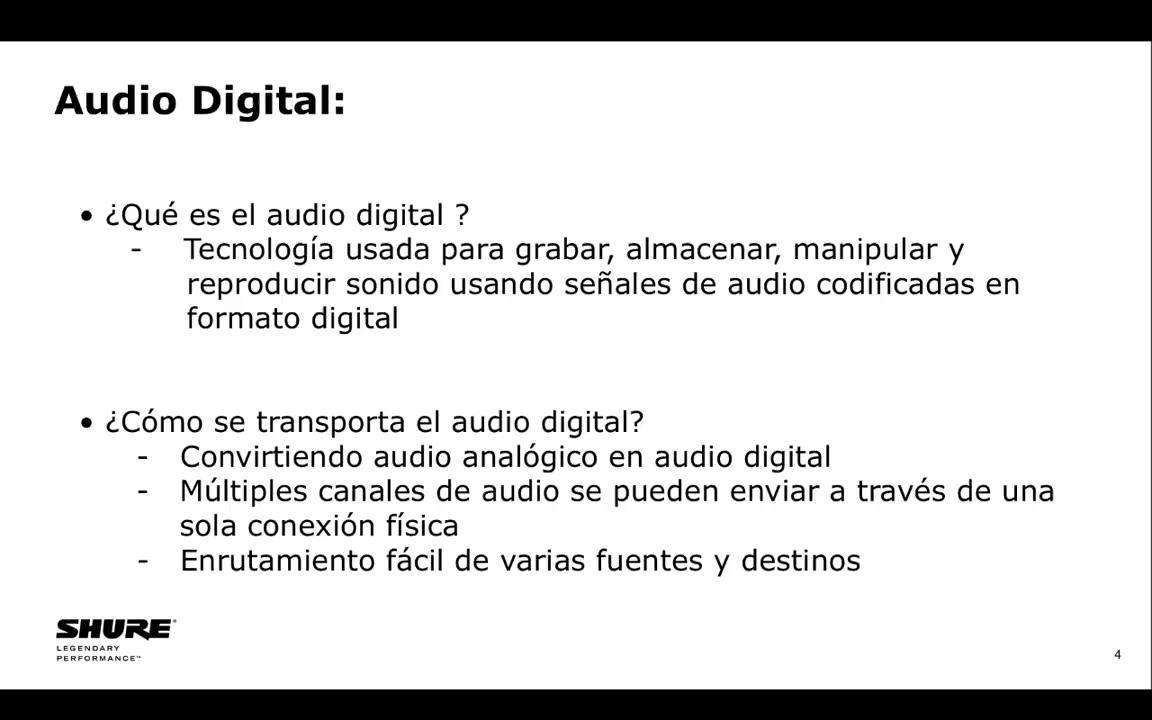 Audio Digital:
• ¿Qué es el audio digital ?
- Tecnología usada para grabar, almacenar, manipular y
reproducir sonido usando señales de audio codificadas en
formato digital
• ¿Cómo se transporta el audio digital?
- Convirtiendo audio analógico en audio digital
- Múltiples canales de audio se pueden enviar a través de una
sola conexión física
- Enrutamiento fácil de varias fuentes y destinos
SHURE®
LEGENDARY
PERFORMANCE™
4